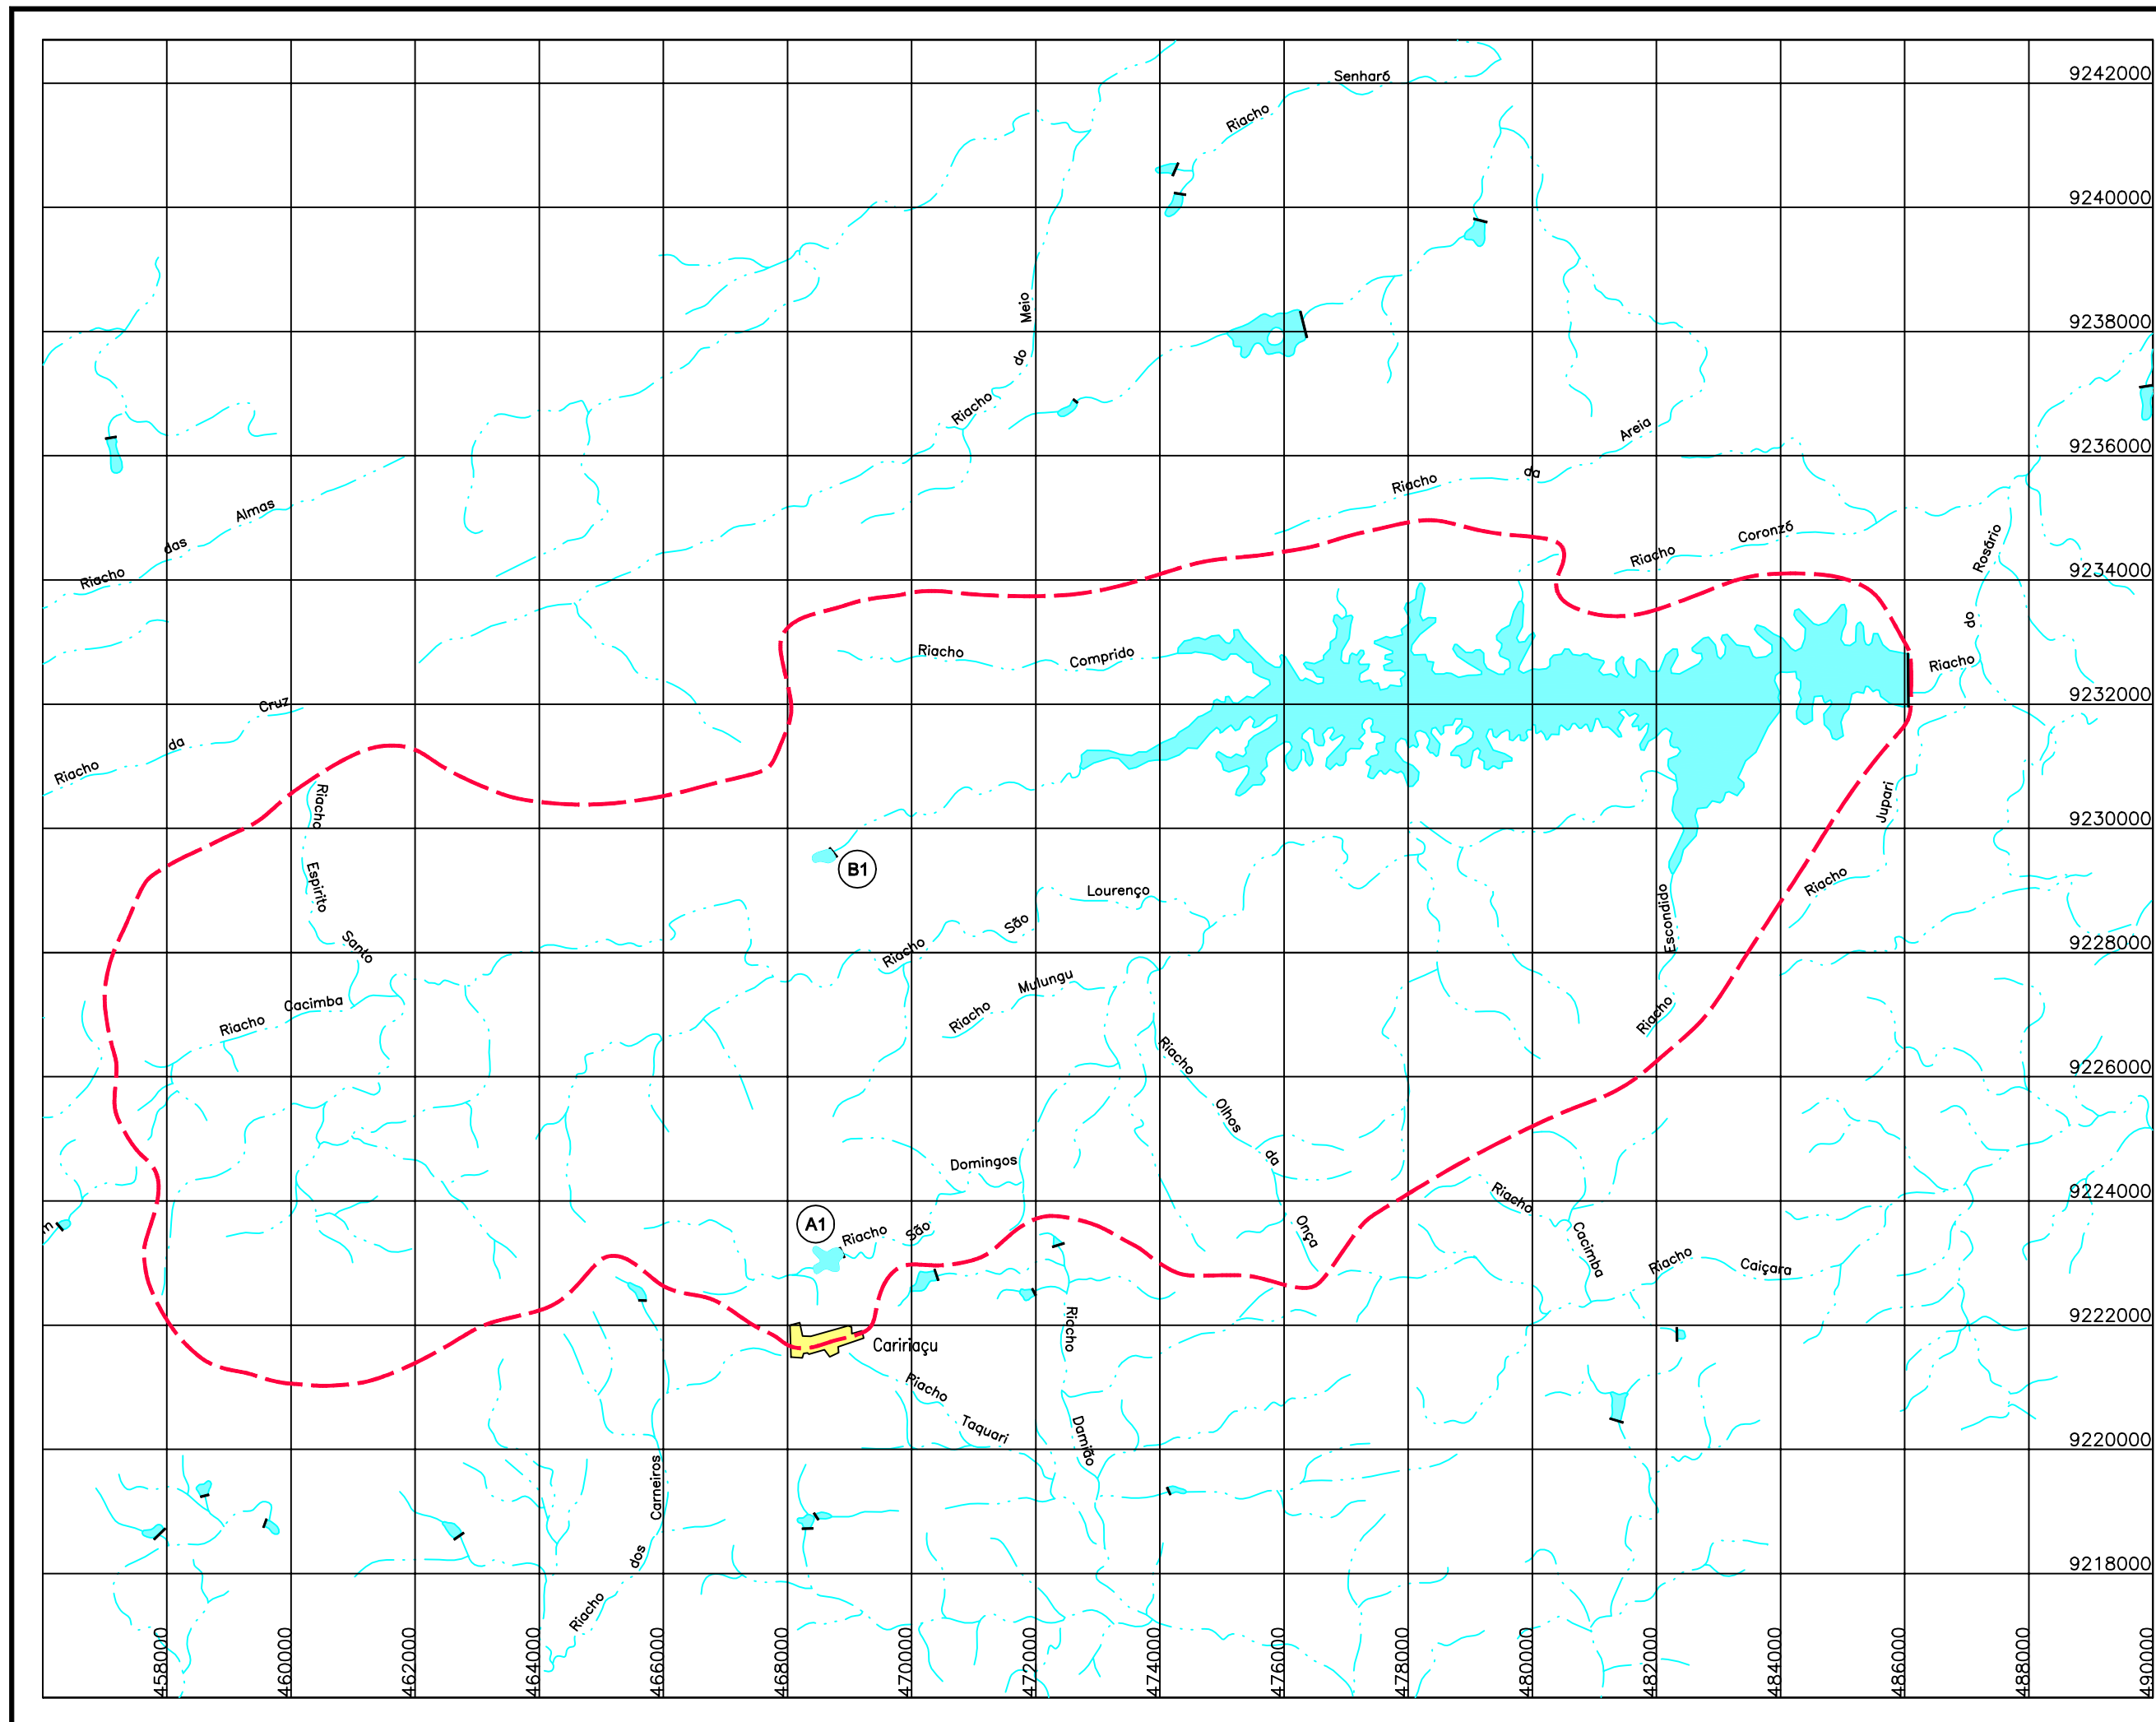 9242000
Senharó
Riacho
9240000
9238000
Meio
do
Riacho
9236000
Areia
da
Riacho
Riacho das Almas
Riacho Coronzó
9234000
Rosário
do
Riacho
Riacho Comprido
9232000
Riacho da Cruz
Riacho
Espirito
Santo
Jupari
Riacho
9230000
B1
Lourenço
São
Riacho
Escondido
Riacho
9228000
Riacho Cacimba
Riacho Mulungu
9226000
Riacho
Olhos
da
Onça
Domingos
9224000
A1
Riacho São
Riacho
Cacimba
Riacho Caiçara
9222000
Caririaçu
Riacho
Damião
Riacho
Taquari
9220000
Carneiros
dos
Riacho
9218000
458000
460000
462000
464000
466000
468000
470000
472000
474000
476000
478000
480000
482000
484000
486000
488000
490000